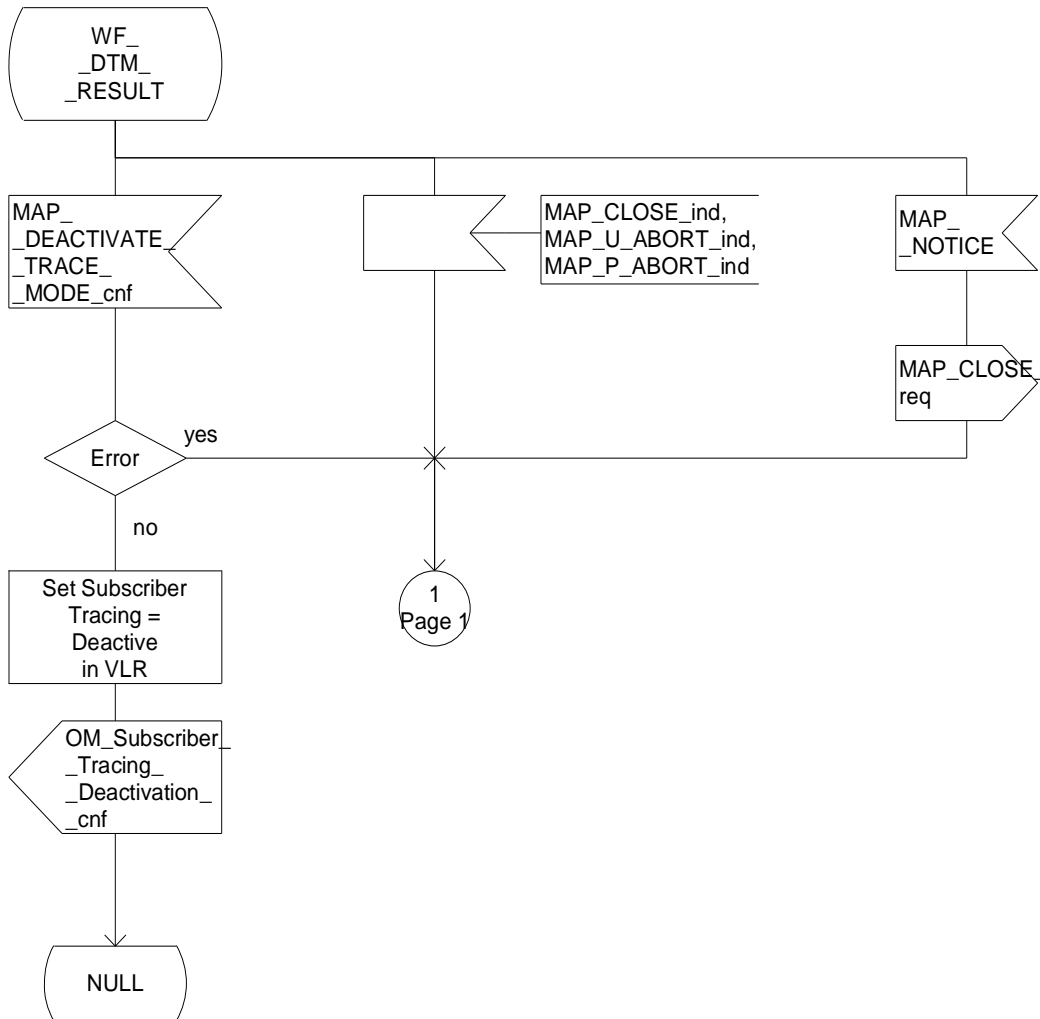 WF_
_DTM_
_RESULT
MAP_
_DEACTIVATE_
_TRACE_
_MODE_cnf
MAP_CLOSE_ind,
MAP_U_ABORT_ind,
MAP_P_ABORT_ind
MAP_
_NOTICE
MAP_CLOSE_
req
Error
yes
no
Set Subscriber
Tracing =
Deactive
in VLR
1
Page 1
OM_Subscriber_
_Tracing_
_Deactivation_
_cnf
NULL